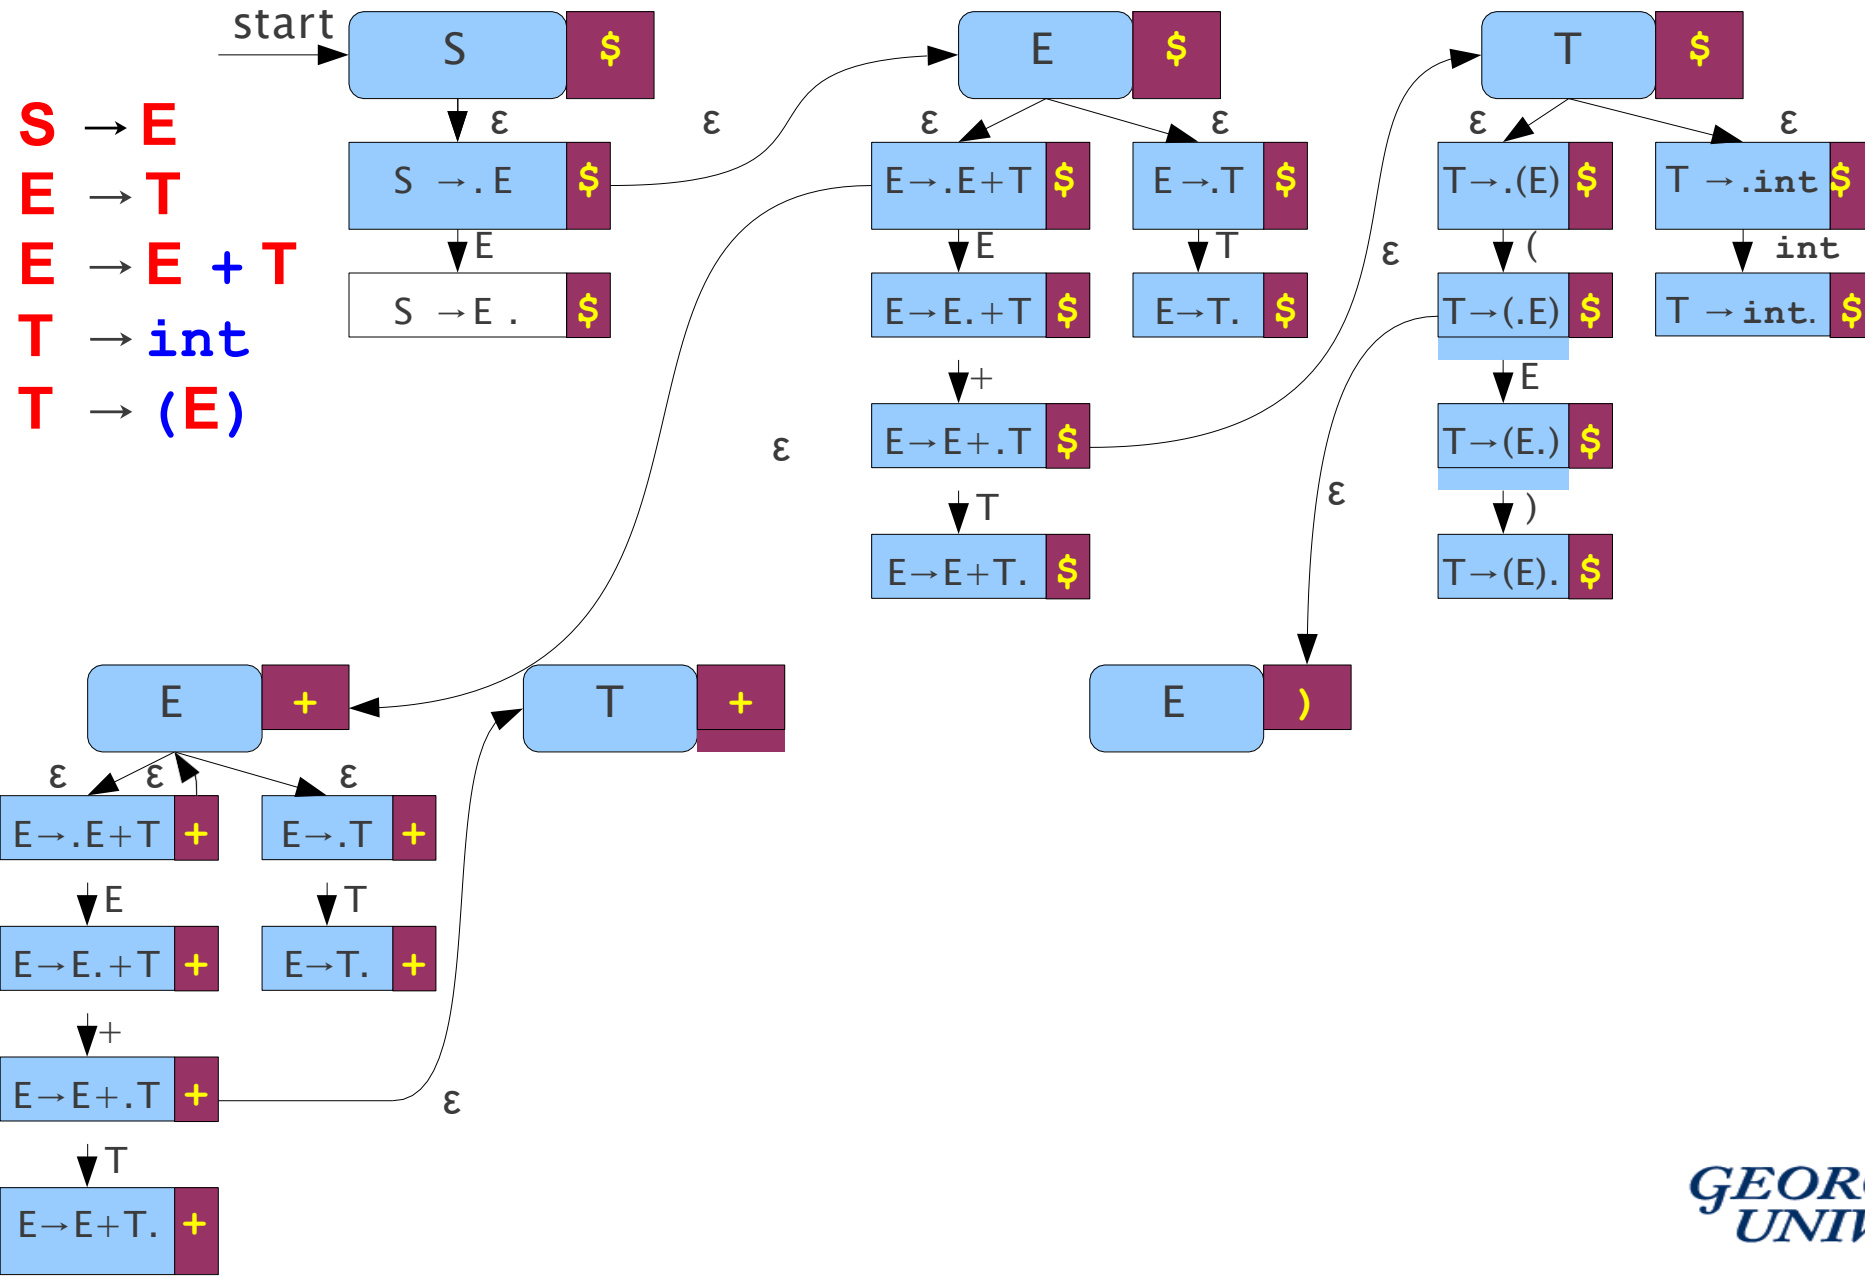 start
S $
E $
T $
S → E
E → T
E → E + T
T → int
T → (E)
ε
ε
ε
ε
ε
ε
S →. E $
E→.E+T $
E→.T $
T→.(E) $
T →.int $
E
E
T
(
int
S →E . $
E→E.+T $
E→T. $
T→(.E) $
T →int. $
ε
+
E
ε
E→E+.T $
T→(E.) $
ε
T
)
E→E+T. $
T→(E). $
E +
T +
E )
ε
ε
ε
E→.E+T +
E→.T +
E
T
E→E.+T +
E→T. +
+
E→E+.T +
ε
T
E→E+T. +